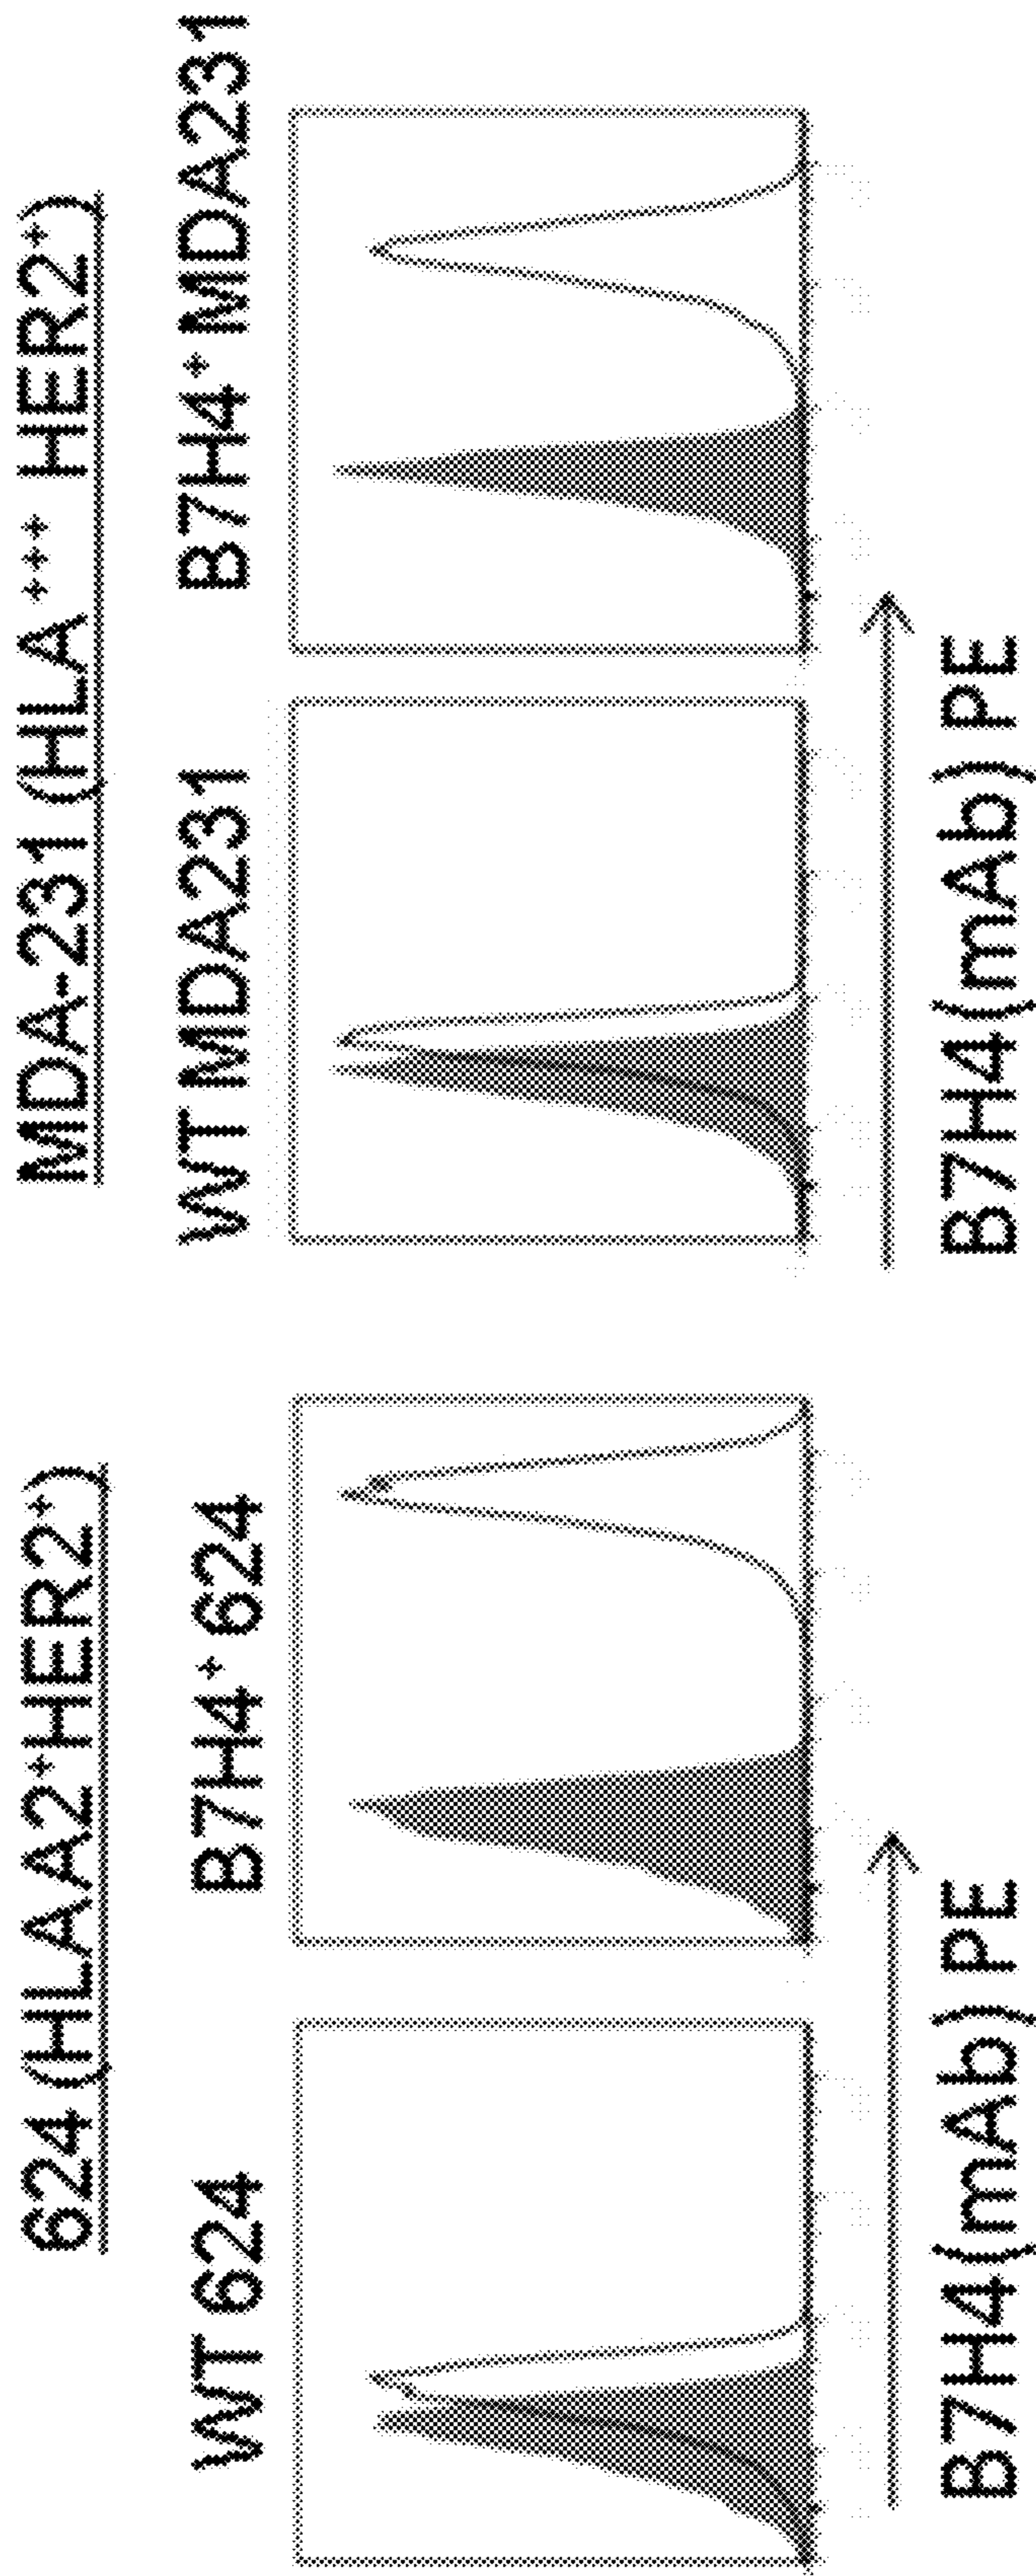 624 (HLAA2⁺HER2⁺)
WT 624
B7H4⁺ 624
B7H4(mAb) PE
MDA-231 (HLA⁺⁺⁺ HER2⁺)
WT MDA231
B7H4⁺ MDA231
B7H4(mAb) PE